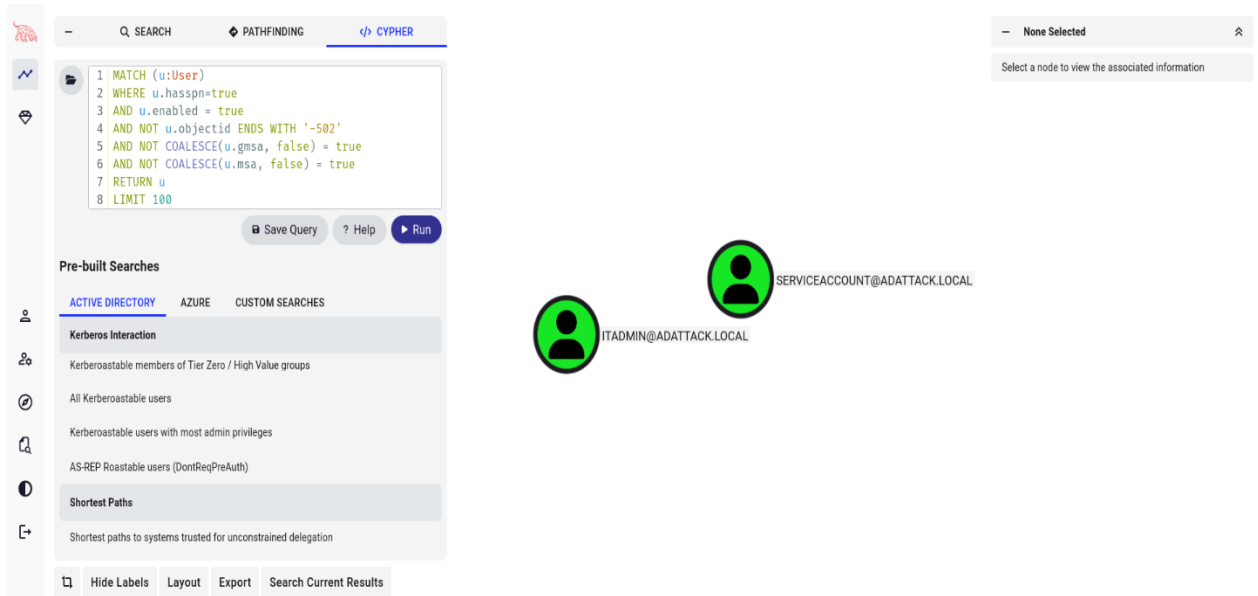 SEARCH
PATHFINDING
</> CYPHER
1 MATCH (u:User)
2 WHERE u.hasspn=true
3 AND u.enabled = true
4 AND NOT u.objectid ENDS WITH '-502'
5 AND NOT COALESCE(u.gmsa, false) = true
6 AND NOT COALESCE(u.msa, false) = true
7 RETURN u
8 LIMIT 100
Save Query
? Help
Run
Pre-built Searches
ACTIVE DIRECTORY
AZURE
CUSTOM SEARCHES
Kerberos Interaction
Kerberoastable members of Tier Zero / High Value groups
All Kerberoastable users
Kerberoastable users with most admin privileges
AS-REP Roastable users (DontReqPreAuth)
Shortest Paths
Shortest paths to systems trusted for unconstrained delegation
Hide Labels
Layout
Export
Search Current Results
SERVICEACCOUNT@ADATTACK.LOCAL
ITADMIN@ADATTACK.LOCAL
None Selected
Select a node to view the associated information